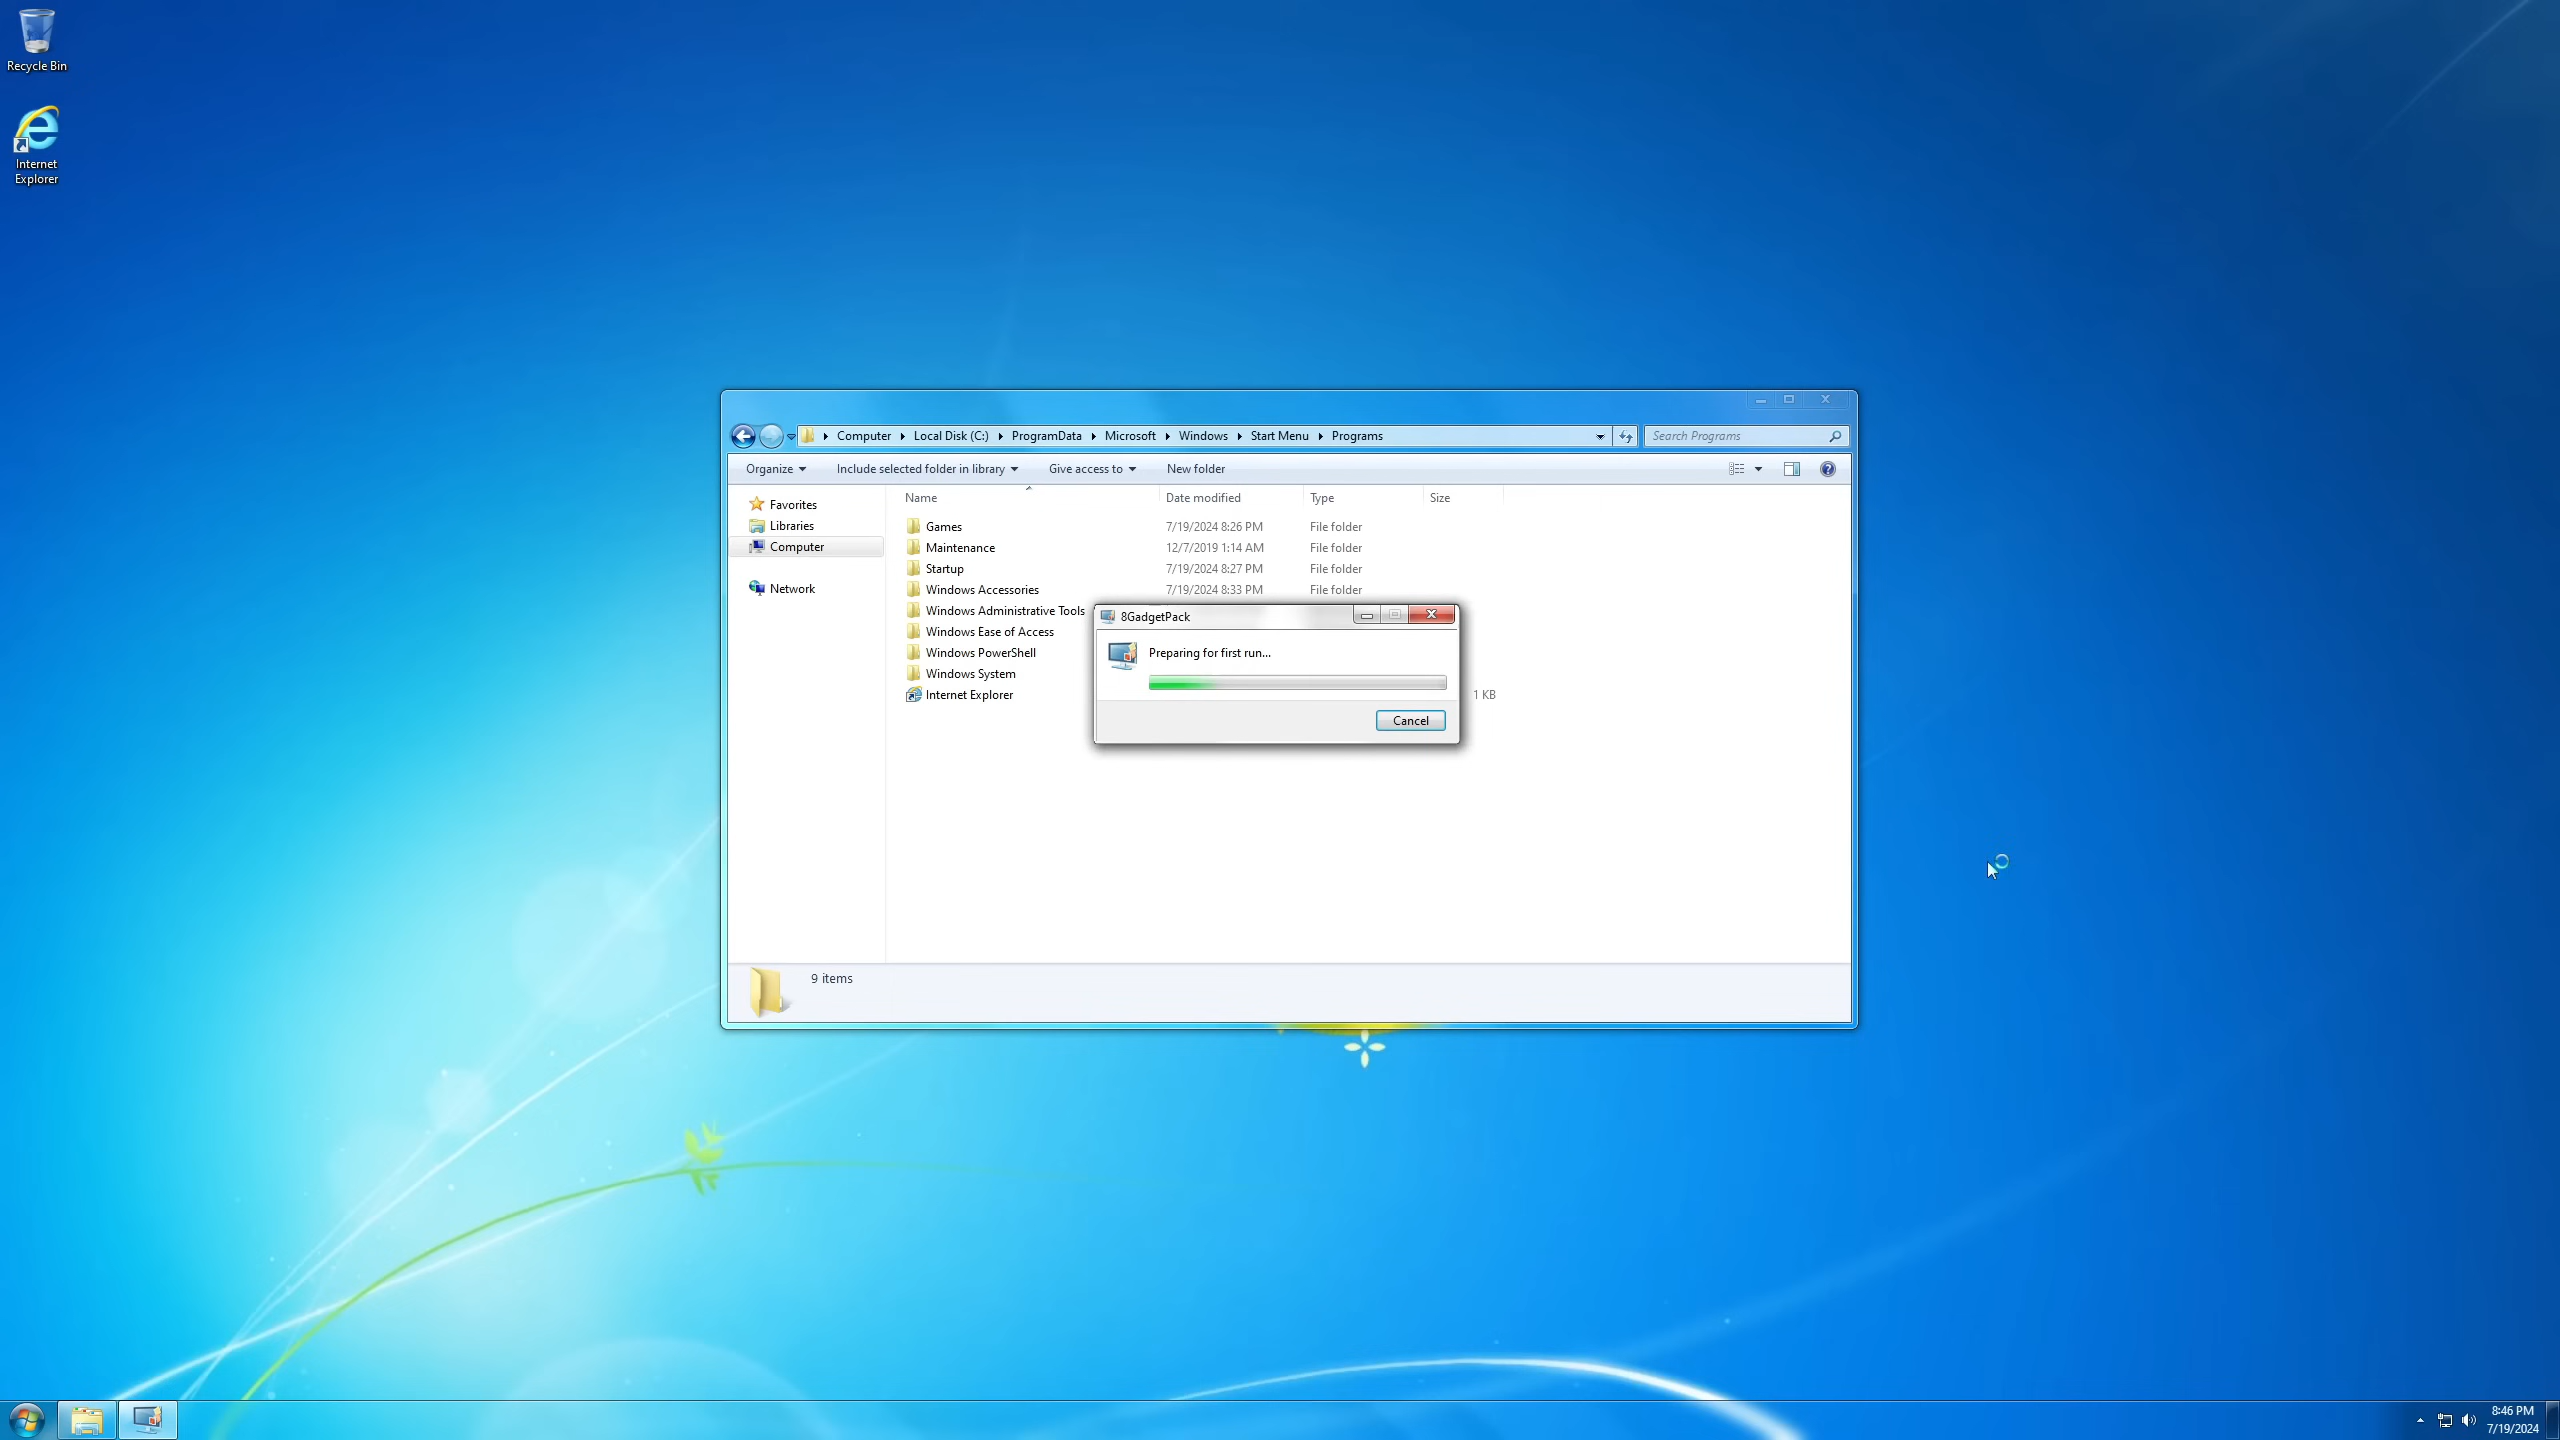 Recycle Bin
Internet
Explorer
Computer Local Disk (C:) ProgramData Microsoft Windows Start Menu Programs
Search Programs
Organize Include selected folder in library Give access to New folder
Favorites
Libraries
Computer
Network
Name Date modified Type Size
Games 7/19/2024 8:26 PM File folder
Maintenance 12/7/2019 1:14 AM File folder
Startup 7/19/2024 8:27 PM File folder
Windows Accessories 7/19/2024 8:33 PM File folder
Windows Administrative Tools
Windows Ease of Access
Windows PowerShell
Windows System
Internet Explorer 1 KB
8GadgetPack
Preparing for first run...
Cancel
9 items
8:46 PM
7/19/2024